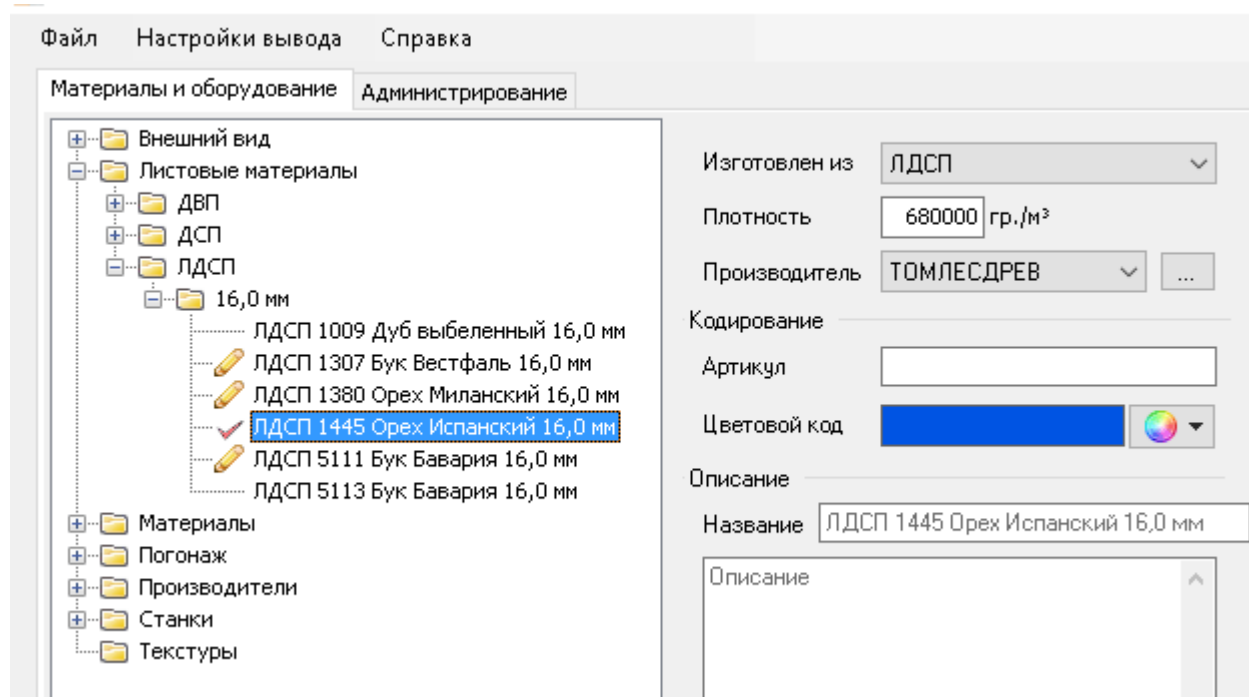 Файл Настройки вывода Справка
Материалы и оборудование Администрирование
Внешний вид
Листовые материалы
ДВП
ДСП
ЛДСП
16,0 мм
ЛДСП 1009 Дуб выбеленный 16,0 мм
ЛДСП 1307 Бук Вестфаль 16,0 мм
ЛДСП 1380 Орех Миланский 16,0 мм
ЛДСП 1445 Орех Испанский 16,0 мм
ЛДСП 5111 Бук Бавария 16,0 мм
ЛДСП 5113 Бук Бавария 16,0 мм
Материалы
Погонаж
Производители
Станки
Текстуры
Изготовлен из ЛДСП
Плотность 680000 гр./м³
Производитель ТОМЛЕСДРЕВ ...
Кодирование
Артикул
Цветовой код
Описание
Название ЛДСП 1445 Орех Испанский 16,0 мм
Описание